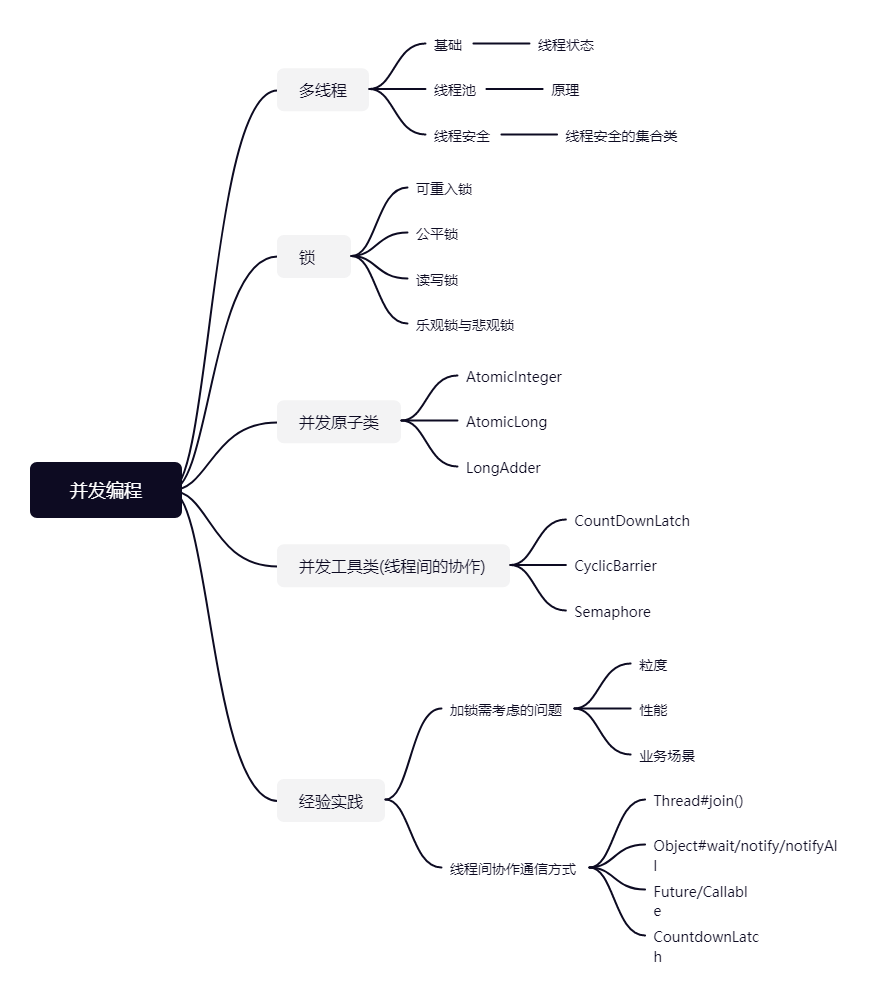 并发编程
多线程
基础
线程状态
线程池
原理
线程安全
线程安全的集合类
锁
可重入锁
公平锁
读写锁
乐观锁与悲观锁
并发原子类
AtomicInteger
AtomicLong
LongAdder
并发工具类(线程间的协作)
CountDownLatch
CyclicBarrier
Semaphore
经验实践
加锁需考虑的问题
粒度
性能
业务场景
线程间协作通信方式
Thread#join()
Object#wait/notify/notifyAl
l
Future/Callabl
e
CountdownLatc
h